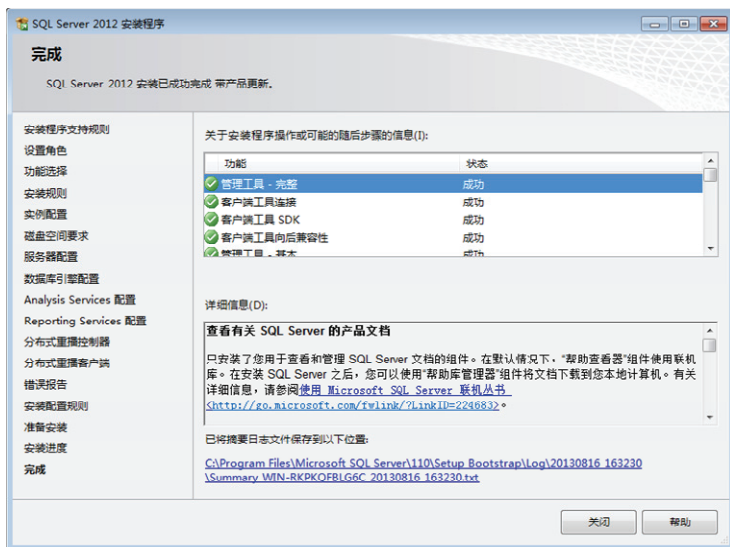 SQL Server 2012 安装程序
完成
SQL Server 2012 安装已成功完成 带产品更新。
安装程序支持规则
设置角色
功能选择
安装规则
实例配置
磁盘空间要求
服务器配置
数据库引擎配置
Analysis Services 配置
Reporting Services 配置
分布式重播控制器
分布式重播客户端
错误报告
安装配置规则
准备安装
安装进度
完成
关于安装程序操作或可能的随后步骤的信息(I):
功能 状态
管理工具 - 完整 成功
客户端工具连接 成功
客户端工具 SDK 成功
客户端工具向后兼容性 成功
管理工具 - 基本 成功
详细信息(D):
查看有关 SQL Server 的产品文档
只安装了您用于查看和管理 SQL Server 文档的组件。在默认情况下，“帮助查看器”组件使用联机
库。在安装 SQL Server 之后，您可以使用“帮助库管理器”组件将文档下载到您本地计算机。有关
详细信息，请参阅使用 Microsoft SQL Server 联机丛书
<http://go.microsoft.com/fwlink/?LinkID=224683>。
已将摘要日志文件保存到以下位置:
C:\Program Files\Microsoft SQL Server\110\Setup Bootstrap\Log\20130816_163230
\Summary_WIN-RKPKQFBLG6C_20130816_163230.txt
关闭 帮助